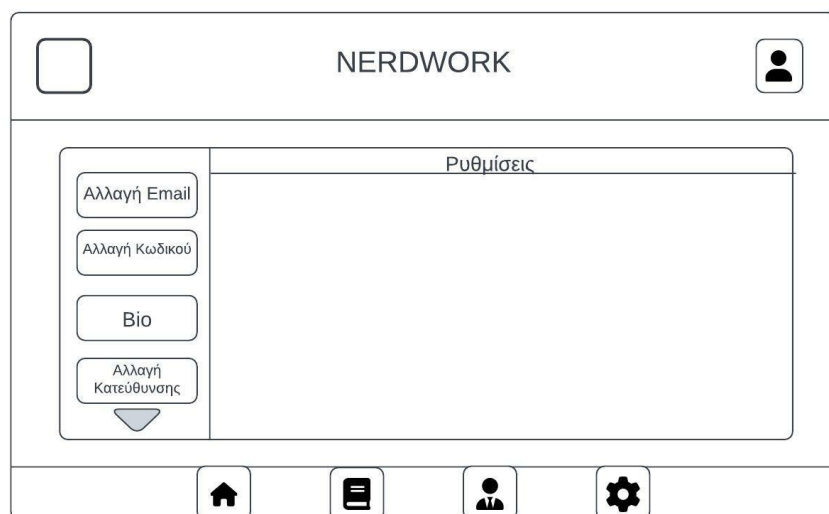 NERDWORK
Ρυθμίσεις
Αλλαγή Email
Αλλαγή Κωδικού
Bio
Αλλαγή
Κατεύθυνσης